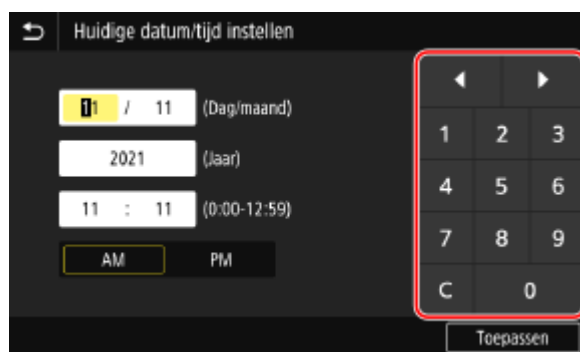 Huidige datum/tijd instellen
11 / 11 (Dag/maand)
2021 (Jaar)
11 : 11 (0:00-12:59)
AM PM
1 2 3
4 5 6
7 8 9
C 0
Toepassen